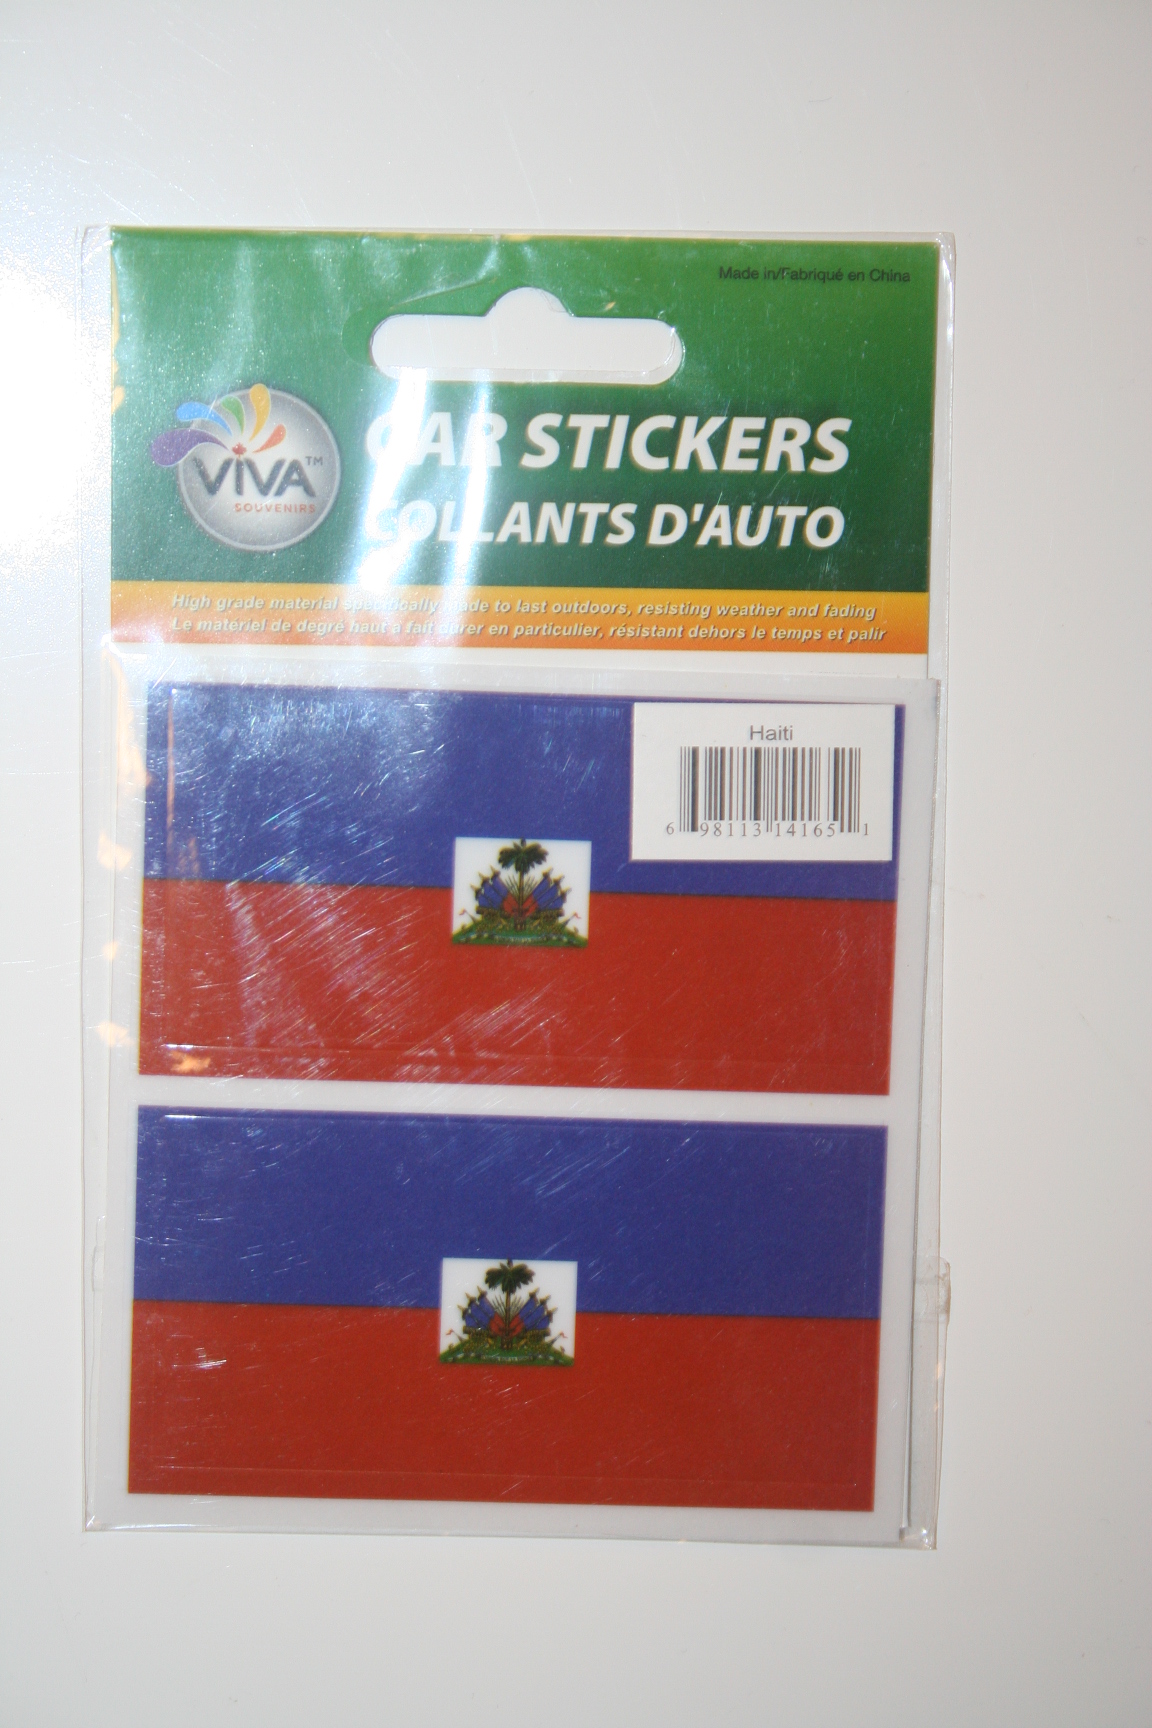 Made in/Fabriqué en China
VIVA™
SOUVENIRS
CAR STICKERS
COLLANTS D'AUTO
High grade material specifically made to last outdoors, resisting weather and fading
Le materiel de degré haut a fait durer en particulier, résistant dehors le temps et palir
Haiti
6 98113 14165 1